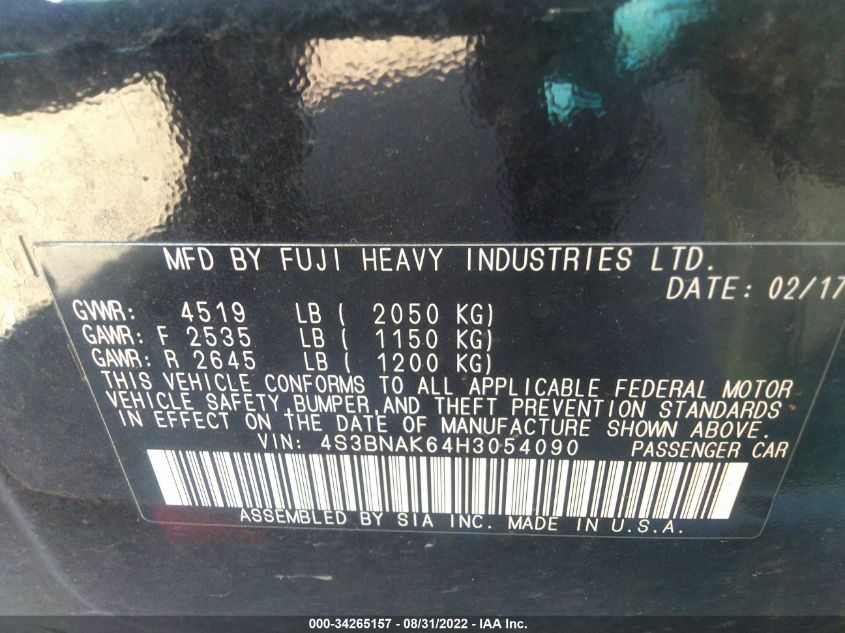 MFD BY FUJI HEAVY INDUSTRIES LTD.
DATE: 02/17
GVWR: 4519 LB ( 2050 KG)
GAWR: F 2535 LB ( 1150 KG)
GAWR: R 2645 LB ( 1200 KG)
THIS VEHICLE CONFORMS TO ALL APPLICABLE FEDERAL MOTOR
VEHICLE SAFETY,BUMPER,AND THEFT PREVENTION STANDARDS
IN EFFECT ON THE DATE OF MANUFACTURE SHOWN ABOVE.
VIN: 4S3BNAK64H3054090 PASSENGER CAR
ASSEMBLED BY SIA INC. MADE IN U.S.A.
000-34265157 - 08/31/2022 - IAA Inc.